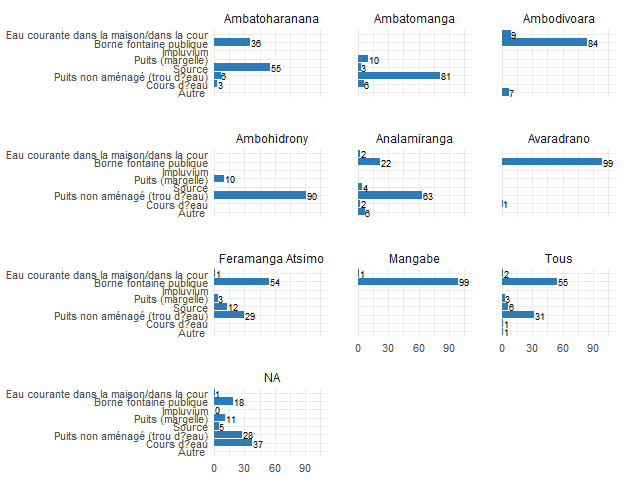 Ambatoharanana Ambatomanga Ambodivoara
Eau courante dans la maison/dans la cour 9
Borne fontaine publique 36 84
Impluvium
Puits (margelle) 10
Source 55 3
Puits non aménagé (trou d?eau) 6 81
Cours d?eau 3 6
Autre 7
Ambohidrony Analamiranga Avaradrano
Eau courante dans la maison/dans la cour 2
Borne fontaine publique 22 99
Impluvium
Puits (margelle) 10
Source 4
Puits non aménagé (trou d?eau) 90 63
Cours d?eau 2 1
Autre 6
Feramanga Atsimo Mangabe Tous
Eau courante dans la maison/dans la cour 1 1 2
Borne fontaine publique 54 99 55
Impluvium
Puits (margelle) 3 3
Source 12 6
Puits non aménagé (trou d?eau) 29 31
Cours d?eau 1
Autre 1
0 30 60 90 0 30 60 90
NA
Eau courante dans la maison/dans la cour 1
Borne fontaine publique 18
Impluvium 0
Puits (margelle) 11
Source 5
Puits non aménagé (trou d?eau) 28
Cours d?eau 37
Autre
0 30 60 90